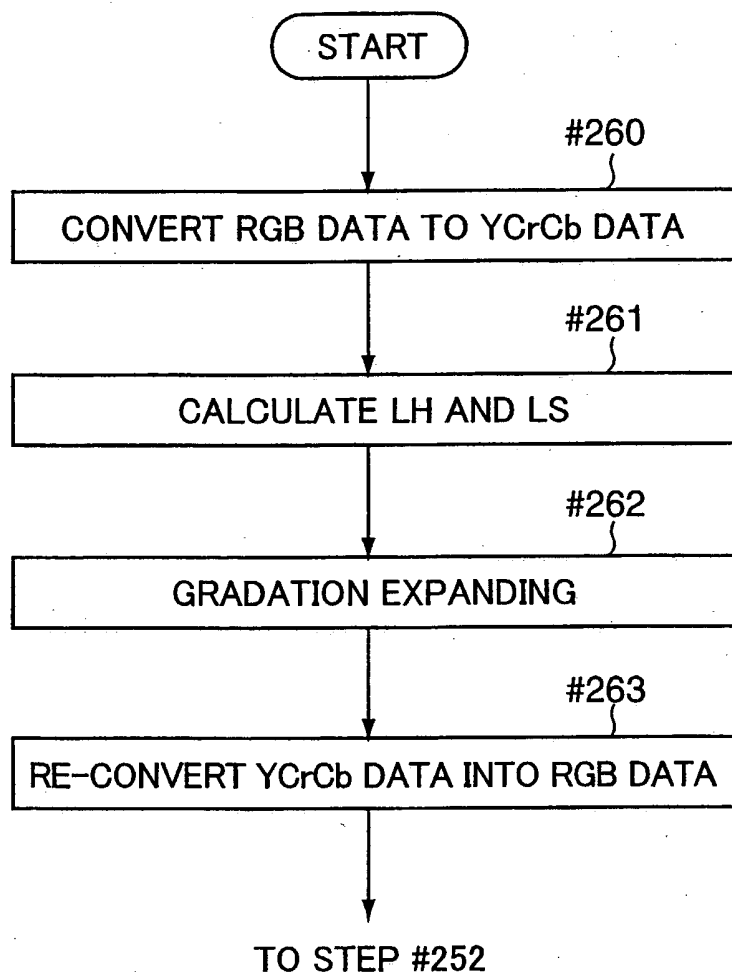 START
#260
CONVERT RGB DATA TO YCrCb DATA
#261
CALCULATE LH AND LS
#262
GRADATION EXPANDING
#263
RE-CONVERT YCrCb DATA INTO RGB DATA
TO STEP #252